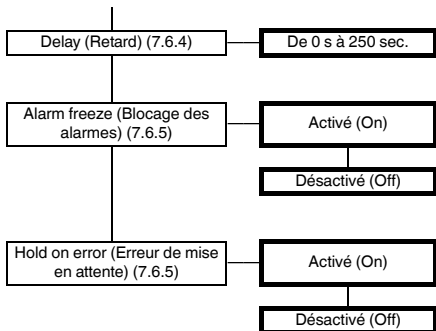 Delay (Retard) (7.6.4)
De 0 s à 250 sec.
Alarm freeze (Blocage des
alarmes) (7.6.5)
Activé (On)
Désactivé (Off)
Hold on error (Erreur de mise
en attente) (7.6.5)
Activé (On)
Désactivé (Off)